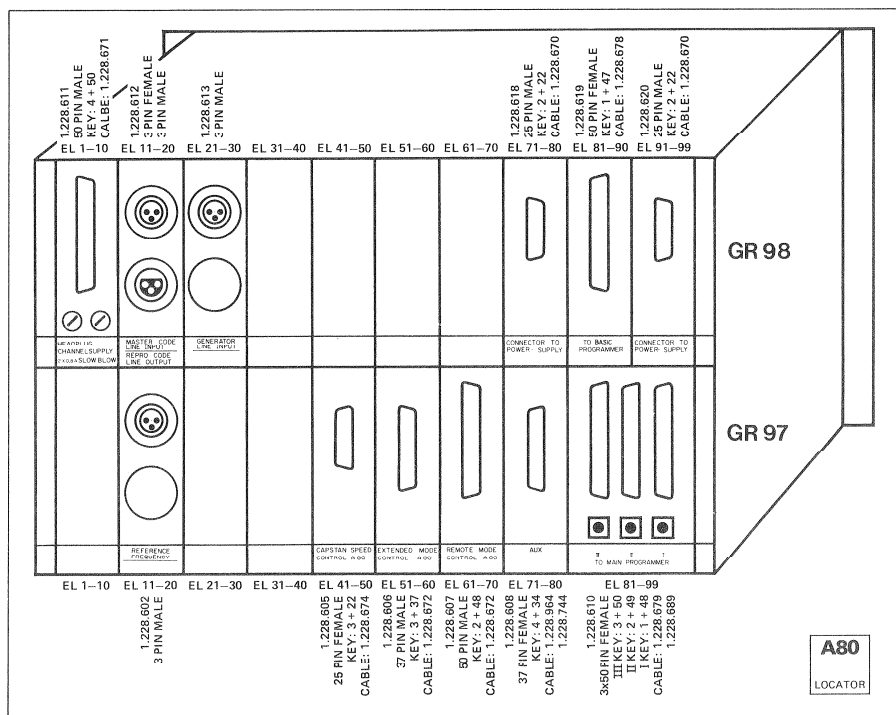 1.228.611
50 PIN MALE
KEY: 4 + 50
CALBE: 1.228.671
1.228.612
3 PIN FEMALE
3 PIN MALE
1.228.613
3 PIN MALE
1.228.618
25 PIN MALE
KEY: 2 + 22
CABLE: 1.228.670
1.228.619
50 PIN FEMALE
KEY: 1 + 47
CABLE: 1.228.678
1.228.620
25 PIN MALE
KEY: 2 + 22
CABLE: 1.228.670
EL 1–10 EL 11–20 EL 21–30 EL 31–40 EL 41–50 EL 51–60 EL 61–70 EL 71–80 EL 81–90 EL 91–99
GR 98
HEADPLUG
CHANNEL SUPPLY
2 x 0,8 A SLOW BLOW
MASTER CODE
LINE INPUT
REPRO CODE
LINE OUTPUT
GENERATOR
LINE INPUT
CONNECTOR TO
POWER- SUPPLY
TO BASIC
PROGRAMMER
CONNECTOR TO
POWER- SUPPLY
GR 97
REFERENCE
FREQUENCY
CAPSTAN SPEED
CONTROL A 80
EXTENDED MODE
CONTROL A 80
REMOTE MODE
CONTROL A 80
AUX
III II I
TO MAIN PROGRAMMER
EL 1–10 EL 11–20 EL 21–30 EL 31–40 EL 41–50 EL 51–60 EL 61–70 EL 71–80 EL 81–99
1.228.602
3 PIN MALE
1.228.605
25 PIN FEMALE
KEY: 3 + 22
CABLE: 1.228.674
1.228.606
37 PIN MALE
KEY: 3 + 37
CABLE: 1.228.672
1.228.607
50 PIN MALE
KEY: 2 + 48
CABLE: 1.228.672
1.228.608
37 PIN FEMALE
KEY: 4 + 34
CABLE: 1.228.964
1.228.744
1.228.610
3x50 PIN FEMALE
III KEY: 3 + 50
II KEY: 2 + 49
I KEY: 1 + 48
CABLE: 1.228.679
1.228.689
A80
LOCATOR